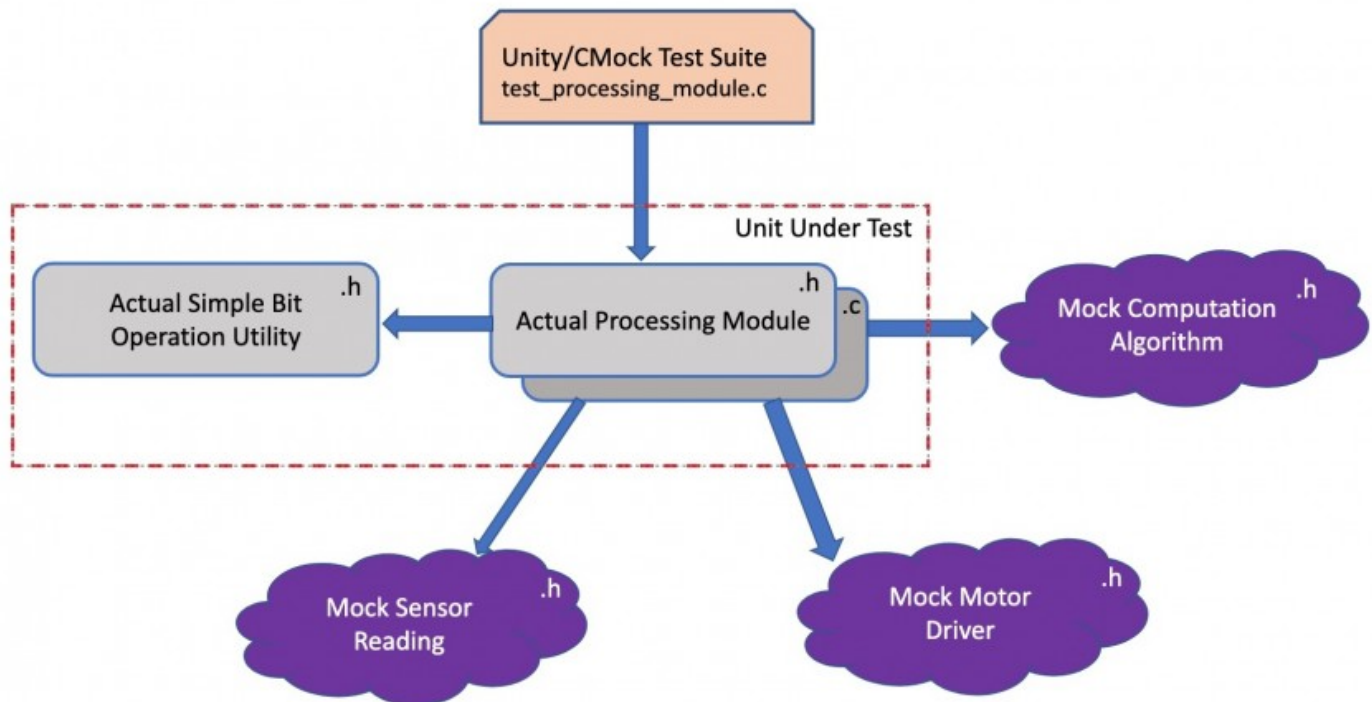 Unity/CMock Test Suite
test_processing_module.c
Unit Under Test
Actual Simple Bit
Operation Utility
.h
Actual Processing Module
.h
.c
Mock Computation
Algorithm
.h
Mock Sensor
Reading
.h
Mock Motor
Driver
.h